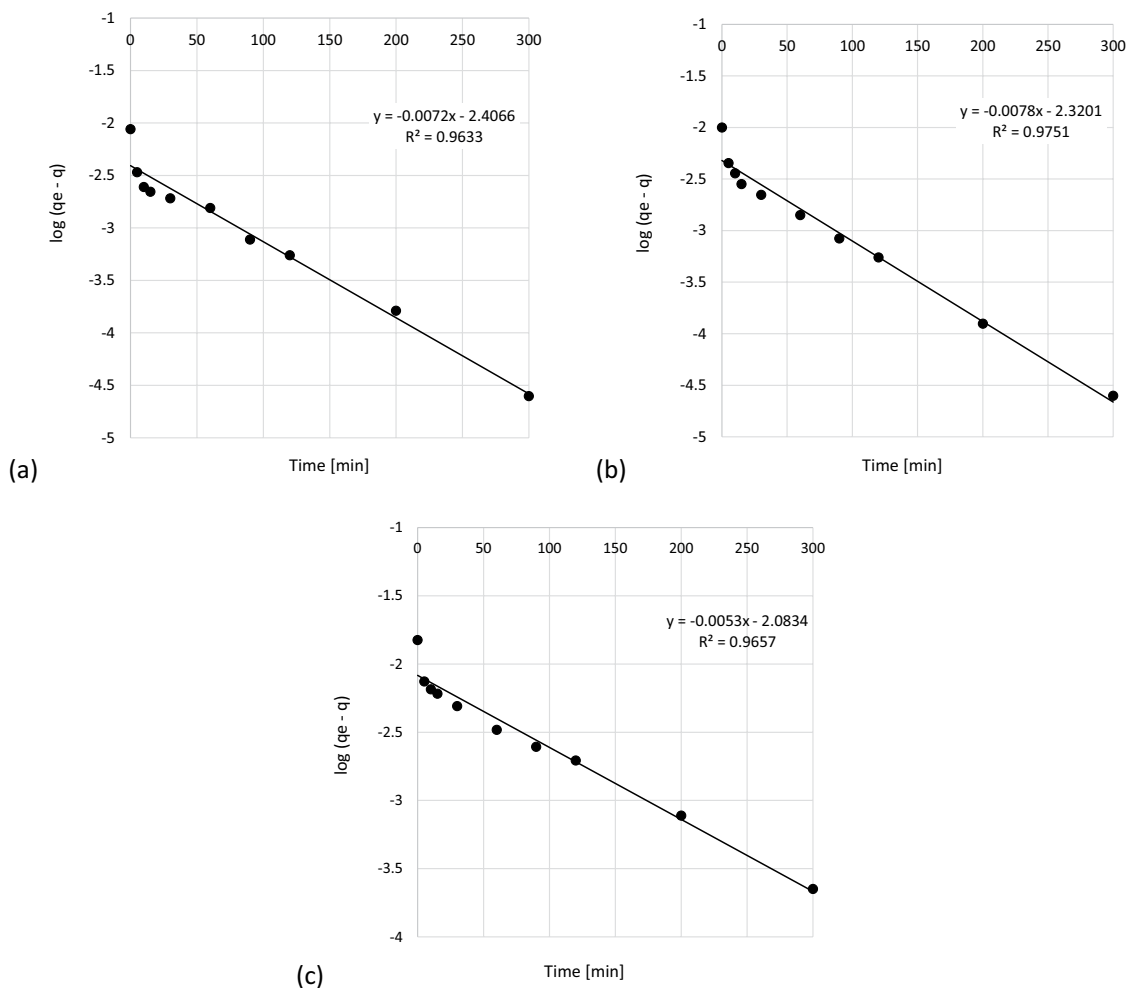 -1
0 50 100 150 200 250 300
-1.5
y = -0.0072x - 2.4066
R² = 0.9633
-2
-2.5
-3
-3.5
-4
-4.5
-5
log (qe - q)
Time [min]
(a)
-1
0 50 100 150 200 250 300
-1.5
y = -0.0078x - 2.3201
R² = 0.9751
-2
-2.5
-3
-3.5
-4
-4.5
-5
log (qe - q)
Time [min]
(b)
-1
0 50 100 150 200 250 300
-1.5
y = -0.0053x - 2.0834
R² = 0.9657
-2
-2.5
-3
-3.5
-4
log (qe - q)
Time [min]
(c)